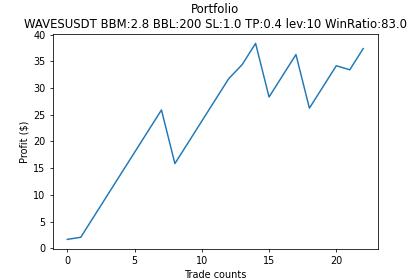 Portfolio
WAVESUSDT BBM:2.8 BBL:200 SL:1.0 TP:0.4 lev:10 WinRatio:83.0
40
35
30
25
20
15
10
5
0
Profit ($)
0 5 10 15 20
Trade counts